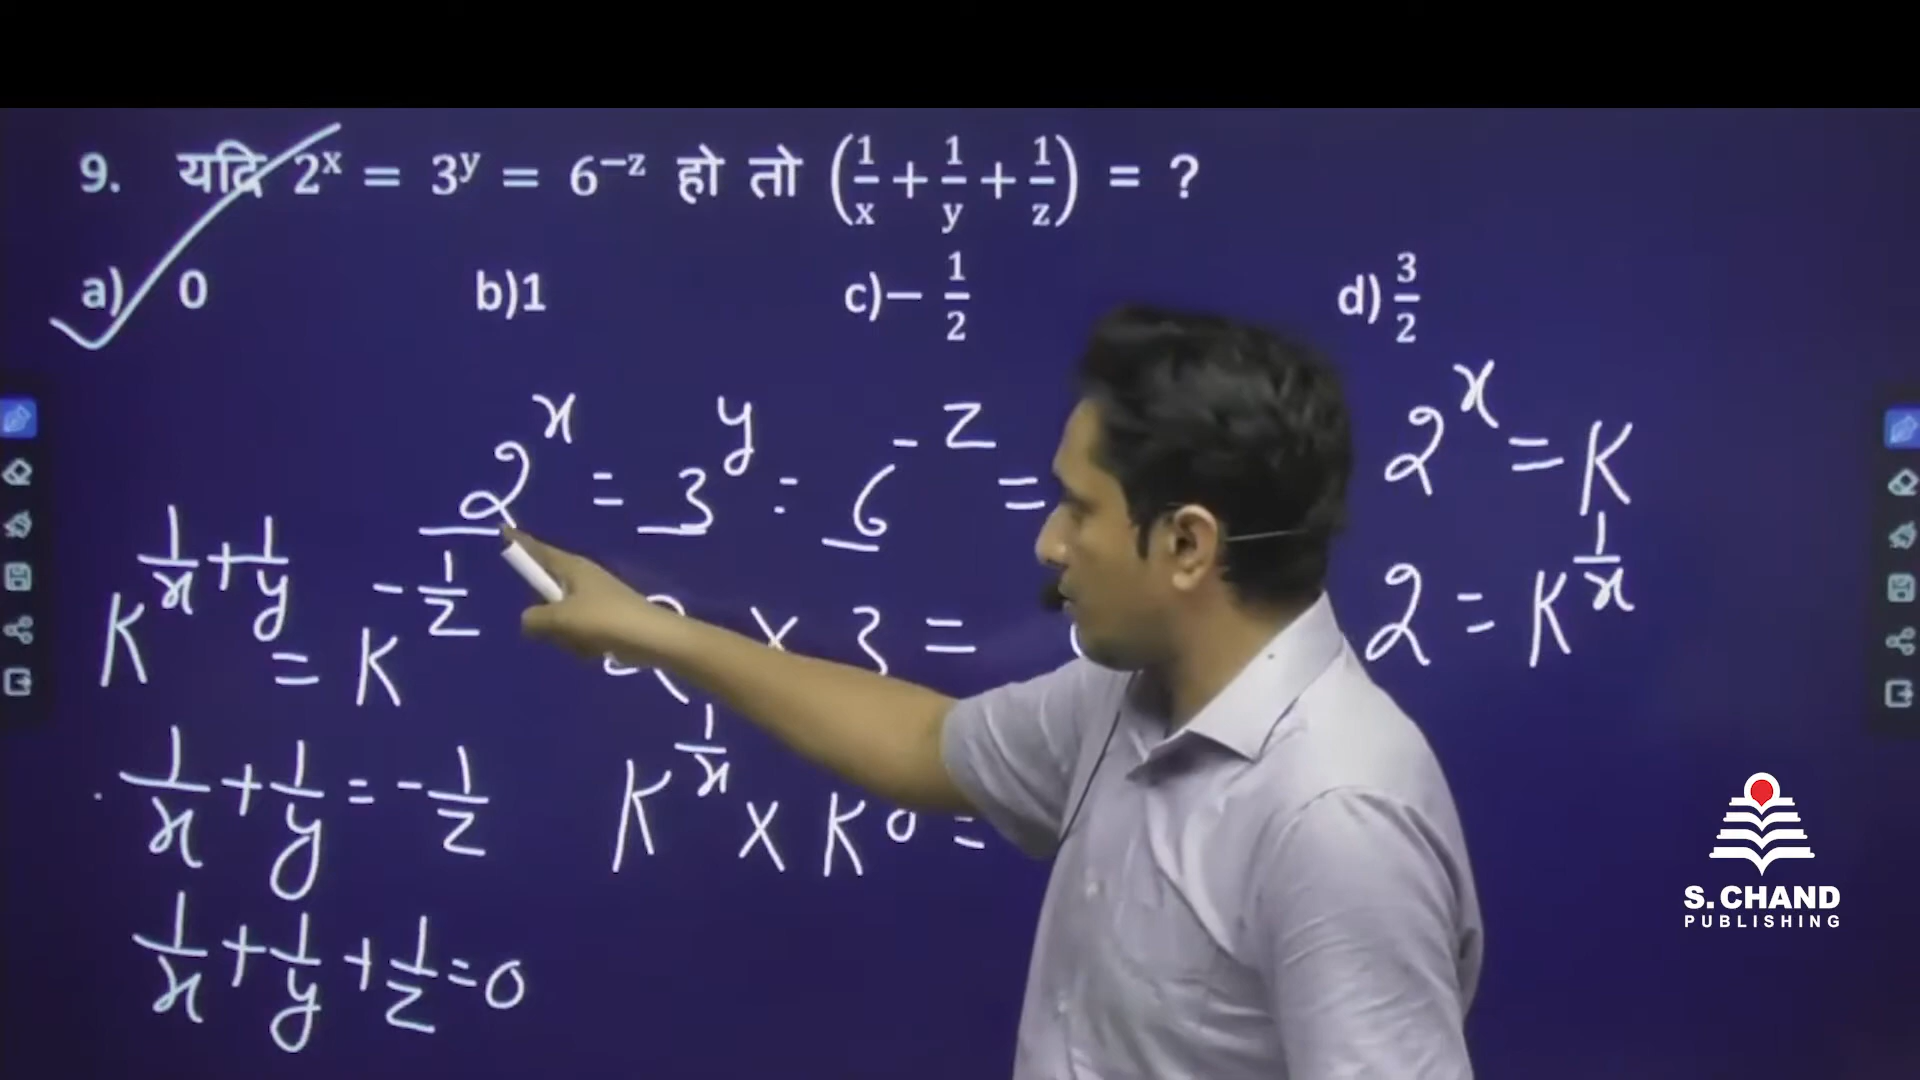 9. यदि 2ˣ = 3ʸ = 6⁻ᶻ हो तो (1/x + 1/y + 1/z) = ?
a) 0 b)1 c)− 1/2 d) 3/2
2ˣ = 3ʸ = 6⁻ᶻ =
2ˣ = K
K^(1/x + 1/y) = K^(-1/z)
× 3 =
2 = K^(1/x)
1/x + 1/y = -1/z
K^(1/x) × K =
1/x + 1/y + 1/z = 0
S. CHAND
PUBLISHING